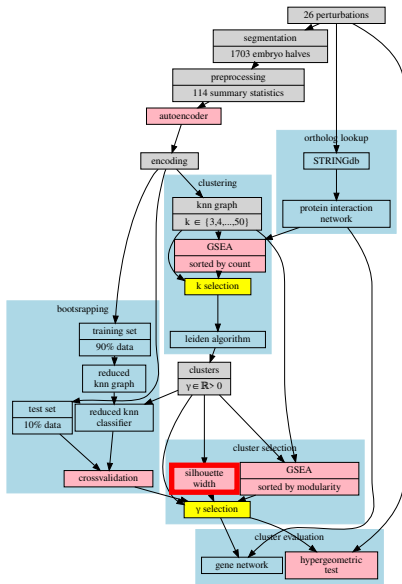 26 perturbations
segmentation
1703 embryo halves
preprocessing
114 summary statistics
autoencoder
ortholog lookup
encoding
STRINGdb
clustering
knn graph
k ∈ {3,4,...,50}
protein interaction
network
GSEA
sorted by count
k selection
bootsrapping
training set
90% data
leiden algorithm
reduced
knn graph
clusters
γ ∈ ℝ> 0
test set
10% data
reduced knn
classifier
cluster selection
crossvalidation
silhouette
width
GSEA
sorted by modularity
γ selection
cluster evaluation
gene network
hypergeometric
test